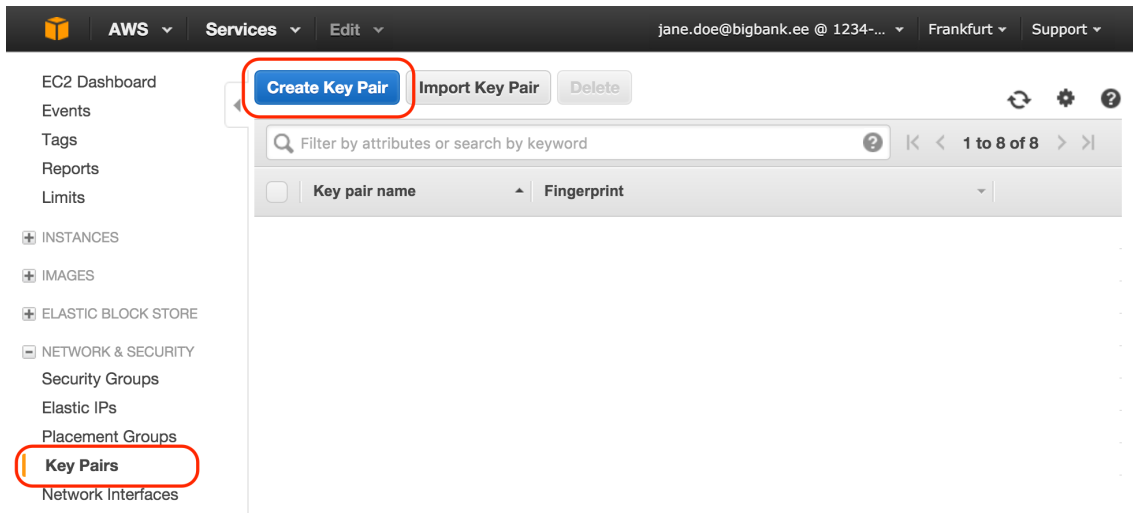 AWS Services Edit jane.doe@bigbank.ee @ 1234-... Frankfurt Support
EC2 Dashboard
Events
Tags
Reports
Limits
INSTANCES
IMAGES
ELASTIC BLOCK STORE
NETWORK & SECURITY
Security Groups
Elastic IPs
Placement Groups
Key Pairs
Network Interfaces
Create Key Pair Import Key Pair Delete
Filter by attributes or search by keyword 1 to 8 of 8
Key pair name Fingerprint